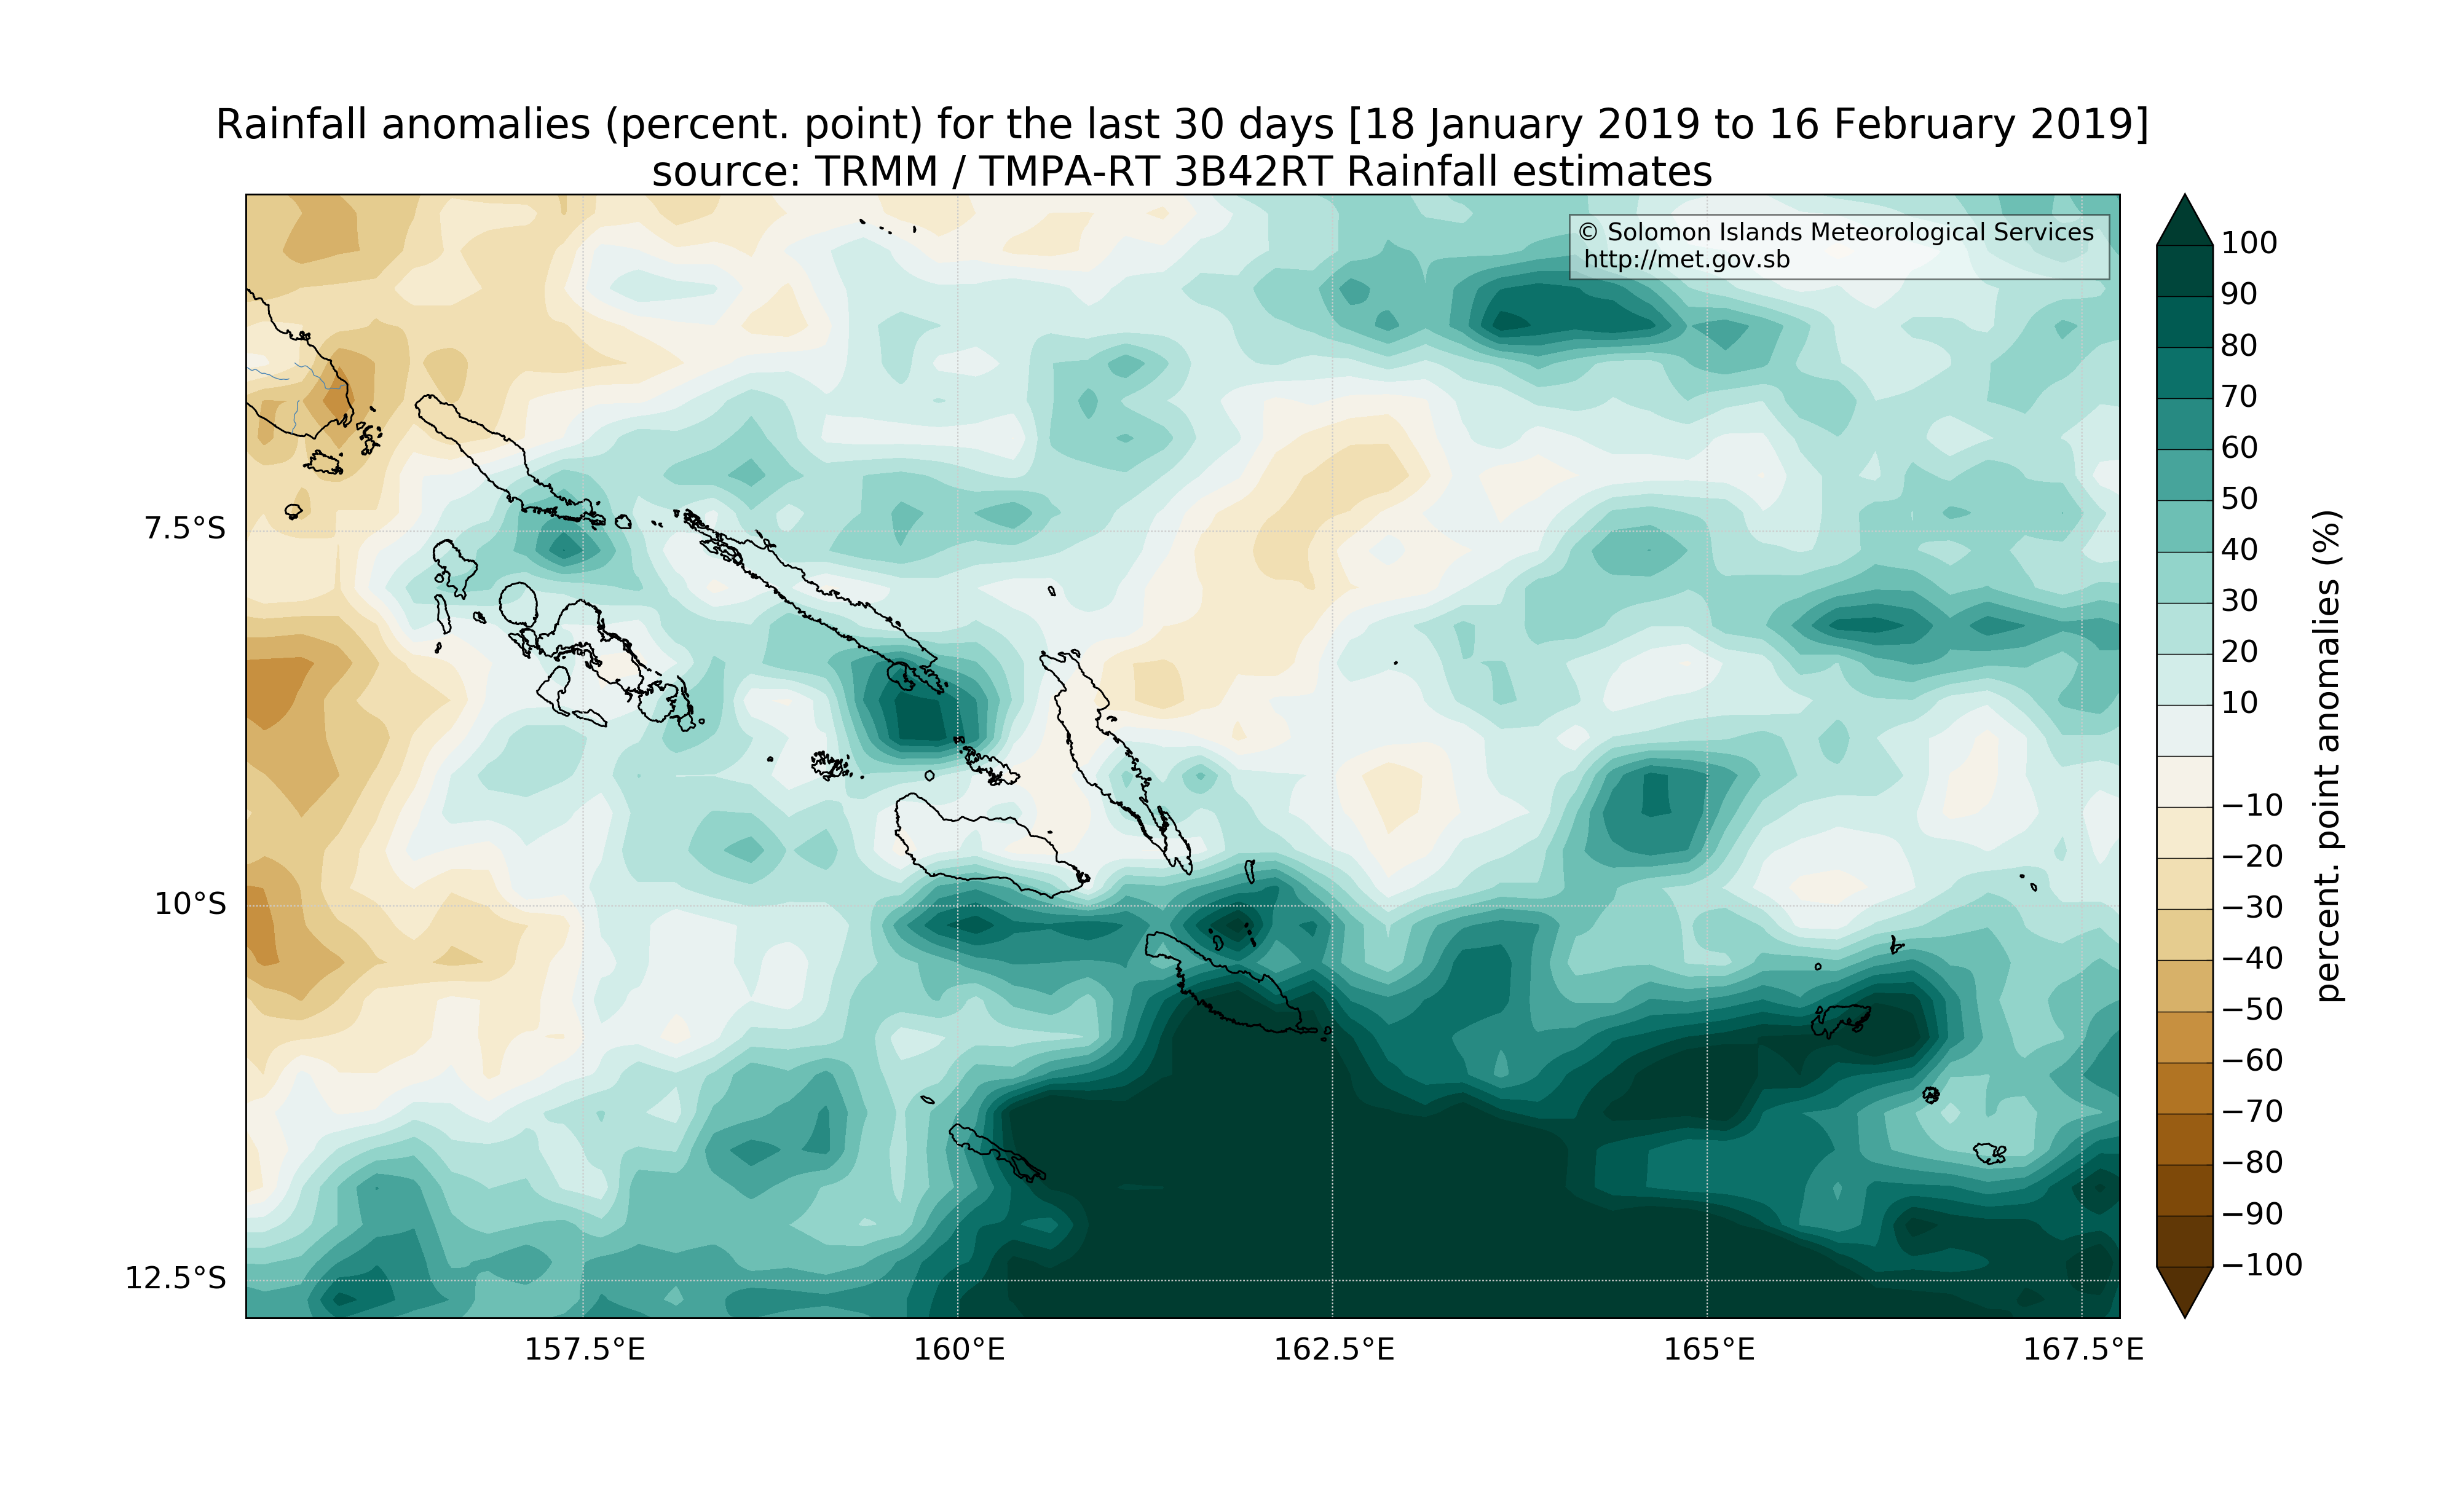 Rainfall anomalies (percent. point) for the last 30 days [18 January 2019 to 16 February 2019]
source: TRMM / TMPA-RT 3B42RT Rainfall estimates
© Solomon Islands Meteorological Services
http://met.gov.sb
7.5°S
10°S
12.5°S
157.5°E
160°E
162.5°E
165°E
167.5°E
100
90
80
70
60
50
40
30
20
10
−10
−20
−30
−40
−50
−60
−70
−80
−90
−100
percent. point anomalies (%)